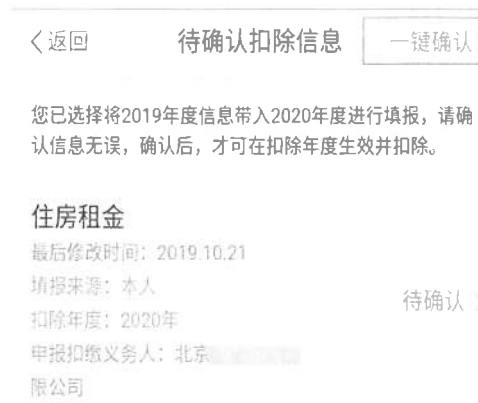 返回
待确认扣除信息
一键确认
您已选择将2019年度信息带入2020年度进行填报，请确
认信息无误，确认后，才可在扣除年度生效并扣除。
住房租金
最后修改时间：2019.10.21
填报来源：本人
待确认
扣除年度：2020年
申报扣缴义务人：北京
限公司